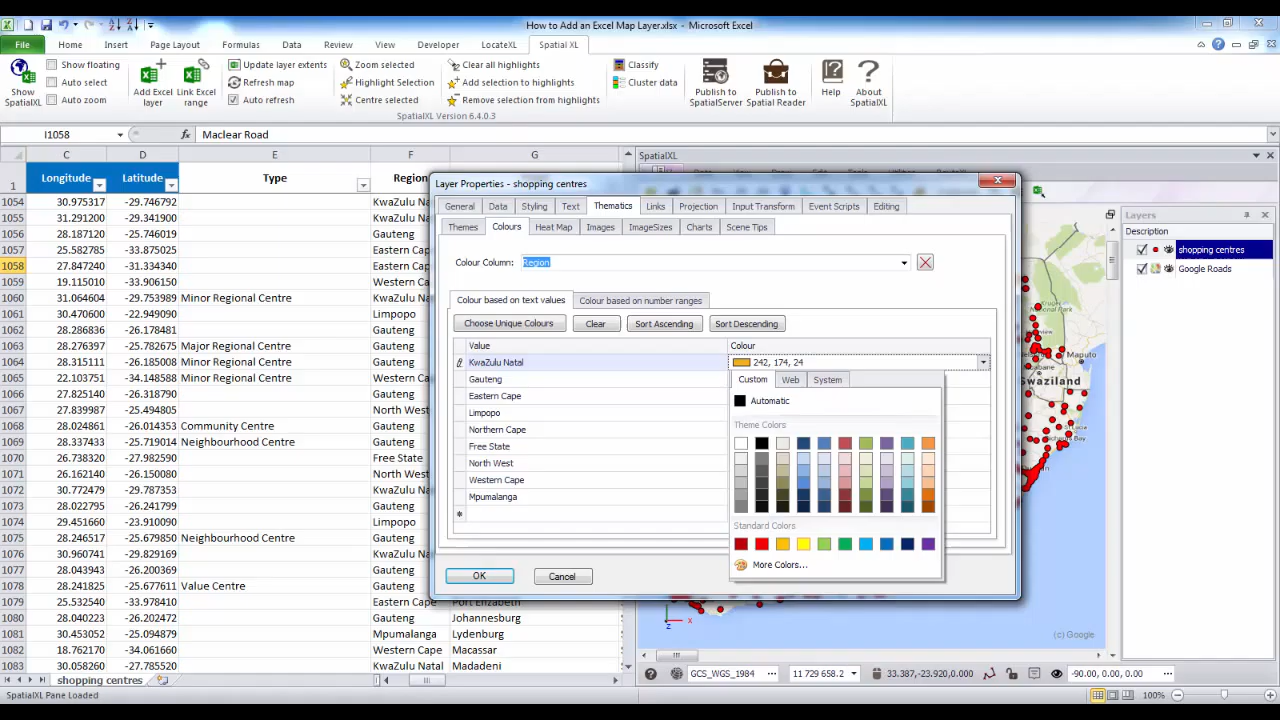 How to Add an Excel Map Layer.xlsx - Microsoft Excel
File Home Insert Page Layout Formulas Data Review View Developer LocateXL Spatial XL
Show SpatialXL
Show floating
Auto select
Auto zoom
Add Excel layer
Link Excel range
Update layer extents
Refresh map
Auto refresh
Zoom selected
Highlight Selection
Centre selected
Clear all highlights
Add selection to highlights
Remove selection from highlights
Classify
Cluster data
Publish to SpatialServer
Publish to Spatial Reader
Help
About SpatialXL
SpatialXL Version 6.4.0.3
I1058 fx Maclear Road
C D E F G
1 Longitude Latitude Type Region
1054 30.975317 -29.746792 KwaZulu Nata
1055 31.291200 -29.341900 KwaZulu Nata
1056 28.187120 -25.746019 Gauteng
1057 25.582785 -33.875025 Eastern Cape
1058 27.847240 -31.334340 Eastern Cape
1059 19.115010 -33.906150 Western Cap
1060 31.064604 -29.753989 Minor Regional Centre KwaZulu Nata
1061 30.470600 -22.949090 Limpopo
1062 28.286836 -26.178481 Gauteng
1063 28.276397 -25.782675 Major Regional Centre Gauteng
1064 28.315111 -26.185008 Minor Regional Centre Gauteng
1065 22.103751 -34.148588 Minor Regional Centre Western Cap
1066 27.825140 -26.318790 Gauteng
1067 27.839987 -25.494805 North West
1068 28.024861 -26.014353 Community Centre Gauteng
1069 28.337433 -25.719014 Neighbourhood Centre Gauteng
1070 26.738320 -27.982590 Free State
1071 26.162140 -26.150080 North West
1072 30.772479 -29.787353 KwaZulu Nata
1073 28.022795 -26.241799 Gauteng
1074 29.451660 -23.910090 Limpopo
1075 28.246517 -25.679850 Neighbourhood Centre Gauteng
1076 30.960741 -29.829169 KwaZulu Nata
1077 28.043943 -26.200369 Gauteng
1078 28.241825 -25.677611 Value Centre Gauteng
1079 25.532540 -33.978410 Eastern Cape Port Elizabeth
1080 28.040223 -26.202534 Gauteng Johannesburg
1081 30.453052 -25.094879 Mpumalanga Lydenburg
1082 18.762170 -34.061660 Western Cape Macassar
1083 30.058260 -27.785520 KwaZulu Natal Madadeni
shopping centres
SpatialXL Pane Loaded
Layer Properties - shopping centres
General Data Styling Text Thematics Links Projection Input Transform Event Scripts Editing
Themes Colours Heat Map Images ImageSizes Charts Scene Tips
Colour Column: Region
Colour based on text values Colour based on number ranges
Choose Unique Colours Clear Sort Ascending Sort Descending
Value Colour
KwaZulu Natal 242, 174, 24
Gauteng
Eastern Cape
Limpopo
Northern Cape
Free State
North West
Western Cape
Mpumalanga
Custom Web System
Automatic
Theme Colors
Standard Colors
More Colors...
OK Cancel
SpatialXL
Kruger National Park
Maputo
Swaziland
(c) Google
z x
Layers
Description
shopping centres
Google Roads
GCS_WGS_1984 11 729 658.2 33.387,-23.920,0.000 -90.00, 0.00, 0.00
100%